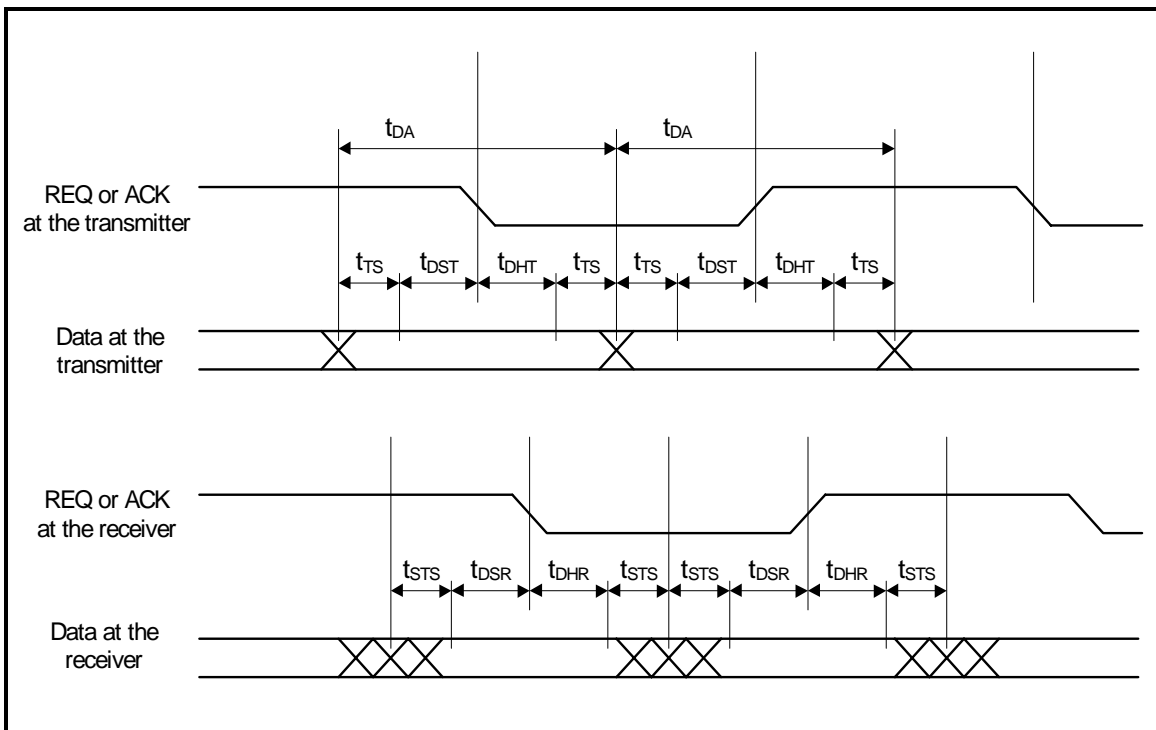 tDA tDA
REQ or ACK
at the transmitter
tTS tDST tDHT tTS tTS tDST tDHT tTS
Data at the
transmitter
REQ or ACK
at the receiver
tSTS tDSR tDHR tSTS tSTS tDSR tDHR tSTS
Data at the
receiver